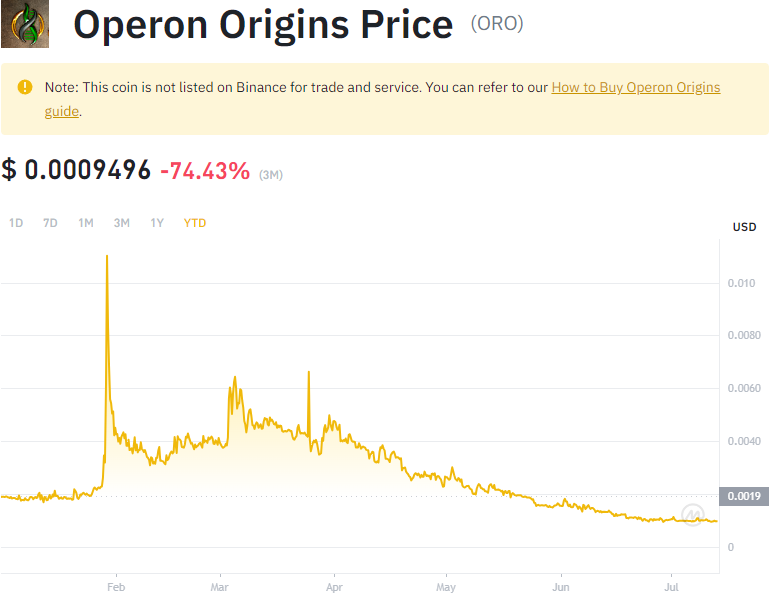 Operon Origins Price (ORO)
Note: This coin is not listed on Binance for trade and service. You can refer to our How to Buy Operon Origins
guide.
$ 0.0009496 -74.43% (3M)
1D 7D 1M 3M 1Y YTD
USD
0.010
0.0080
0.0060
0.0040
0.0019
0
Feb Mar Apr May Jun Jul